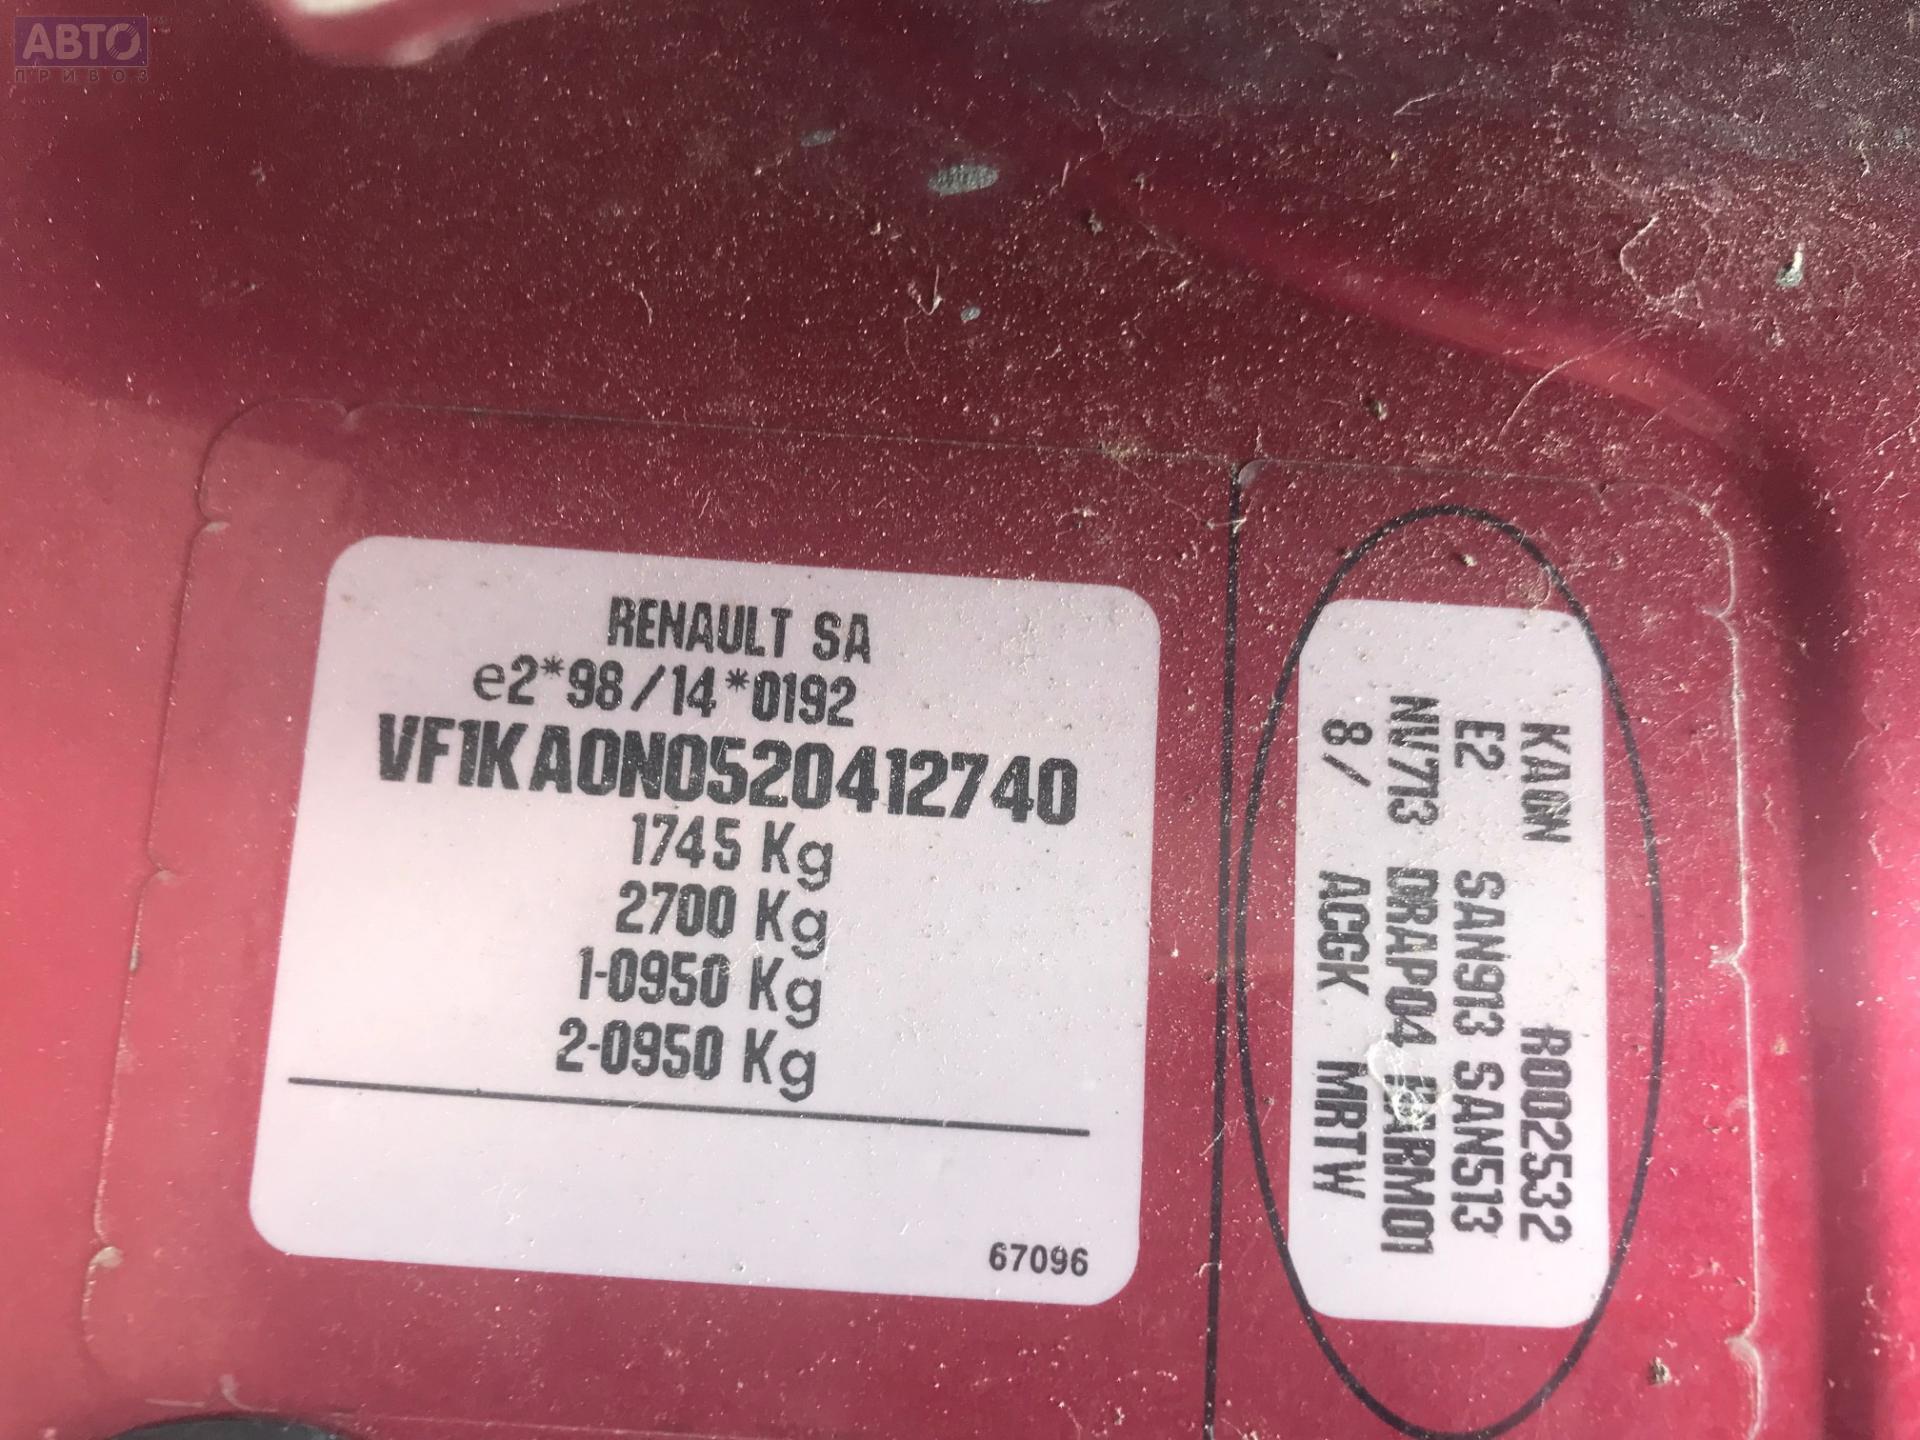 АВТО
ПРИВОЗ
RENAULT SA
e2*98/14*0192
VF1KA0N0520412740
1745 Kg
2700 Kg
1-0950 Kg
2-0950 Kg
67096
KA0N R002532
E2 SAN913 SAN513
NV713 DRAP04 HARM01
8/ ACGK MRTW